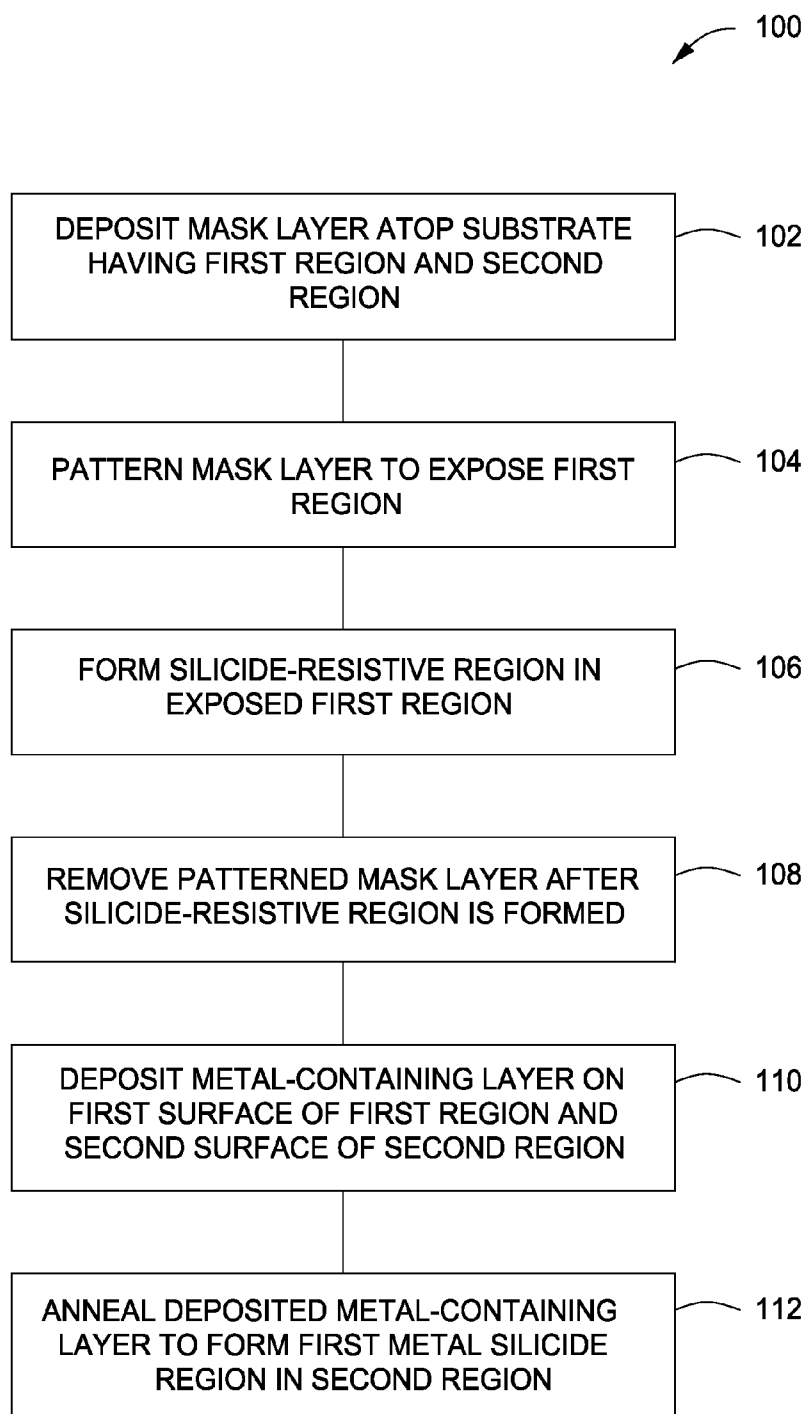 100
DEPOSIT MASK LAYER ATOP SUBSTRATE
HAVING FIRST REGION AND SECOND
REGION
102
PATTERN MASK LAYER TO EXPOSE FIRST
REGION
104
FORM SILICIDE-RESISTIVE REGION IN
EXPOSED FIRST REGION
106
REMOVE PATTERNED MASK LAYER AFTER
SILICIDE-RESISTIVE REGION IS FORMED
108
DEPOSIT METAL-CONTAINING LAYER ON
FIRST SURFACE OF FIRST REGION AND
SECOND SURFACE OF SECOND REGION
110
ANNEAL DEPOSITED METAL-CONTAINING
LAYER TO FORM FIRST METAL SILICIDE
REGION IN SECOND REGION
112